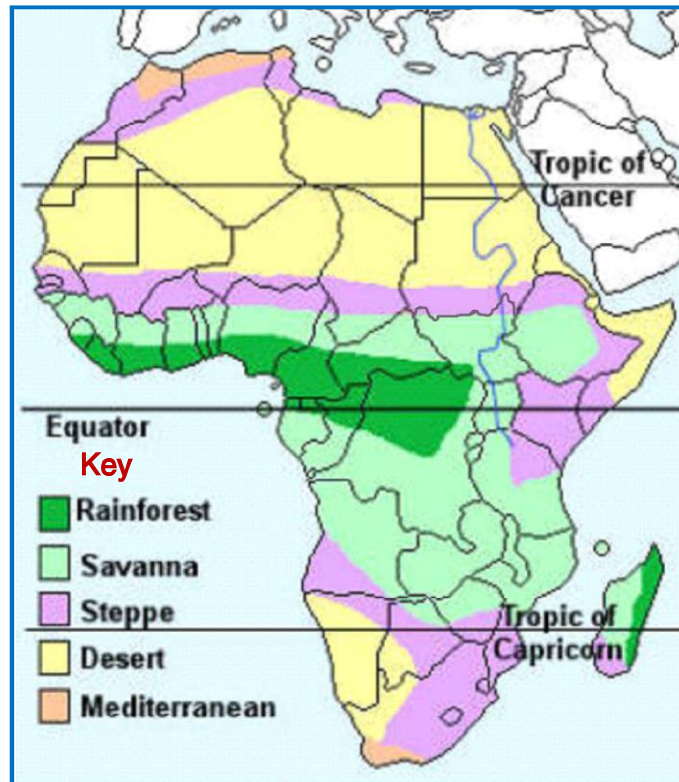 Tropic of
Cancer
Equator
Key
Rainforest
Savanna
Steppe
Desert
Mediterranean
Tropic of
Capricorn